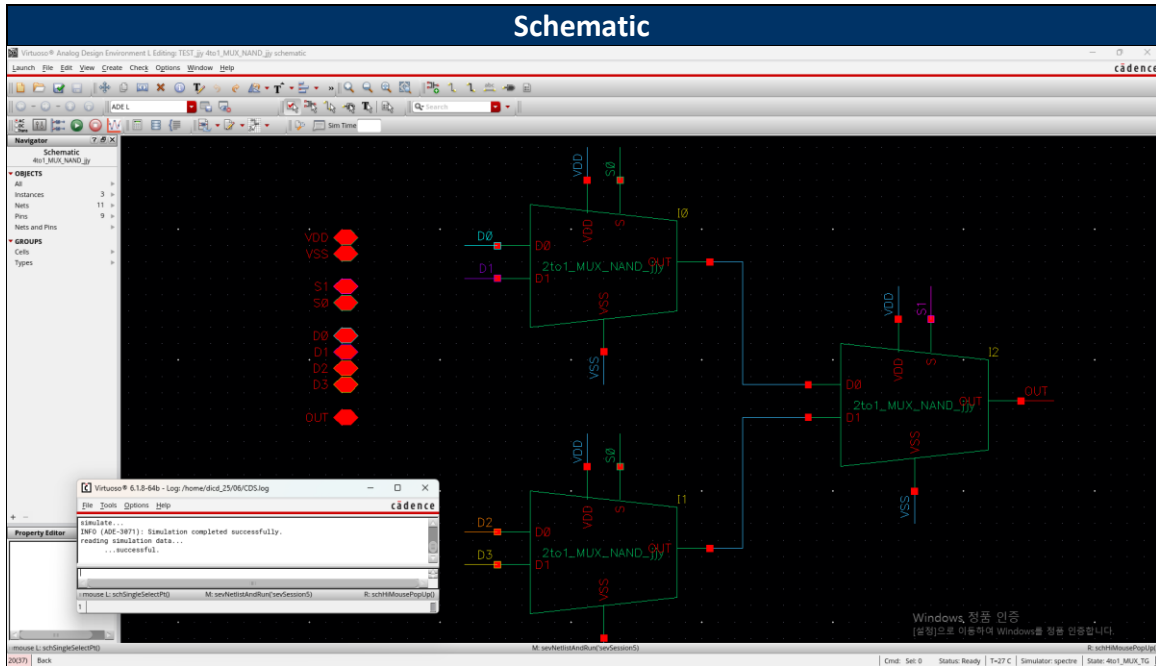 Schematic
Virtuoso® Analog Design Environment L Editing: TEST_jjy 4to1_MUX_NAND_jjy schematic
Launch File Edit View Create Check Options Window Help
cādence
ADE L
Search
Sim Time
Navigator
Schematic
4to1_MUX_NAND_jjy
OBJECTS
All
Instances 3
Nets 11
Pins 9
Nets and Pins
GROUPS
Cells
Types
Property Editor
VDD
VSS
S1
S0
D0
D1
D2
D3
OUT
VDD
S0
I0
D0
D1
VDD
S
D0
D1
2to1_MUX_NAND_jjy
OUT
VSS
VSS
VDD
S1
I2
VDD
S
D0
D1
2to1_MUX_NAND_jjy
OUT
OUT
VSS
VSS
VDD
S0
I1
D2
D3
VDD
S
D0
D1
2to1_MUX_NAND_jjy
OUT
VSS
Virtuoso® 6.1.8-64b - Log: /home/dicd_25/06/CDS.log
File Tools Options Help
cādence
simulate...
INFO (ADE-3071): Simulation completed successfully.
reading simulation data...
...successful.
mouse L: schSingleSelectPt() M: sevNetlistAndRun('sevSession5) R: schHiMousePopUp()
1
Windows 정품 인증
[설정]으로 이동하여 Windows를 정품 인증합니다.
mouse L: schSingleSelectPt() M: sevNetlistAndRun('sevSession5) R: schHiMousePopUp()
20(37) Back Cmd: Sel: 0 Status: Ready T=27 C Simulator: spectre State: 4to1_MUX_TG